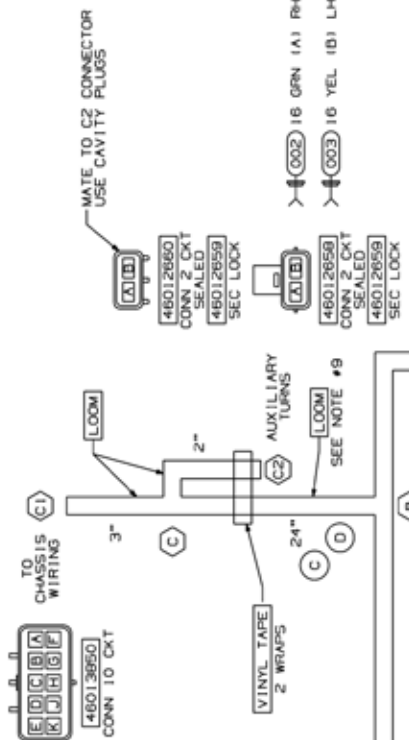 MATE TO C2 CONNECTOR
USE CAVITY PLUGS
A B
46012660
CONN 2 CKT
SEALED
46012659
SEC LOCK
002 16 GRN (A) RH
003 16 YEL (B) LH
A B
46012658
CONN 2 CKT
SEALED
46012659
SEC LOCK
TO
CHASSIS
WIRING
C1
LOOM
3"
2"
C
C2
AUXILIARY
TURNS
LOOM
SEE NOTE #9
24"
C
D
VINYL TAPE
2 WRAPS
E D C B A
K J H G F
46013850
CONN 10 CKT